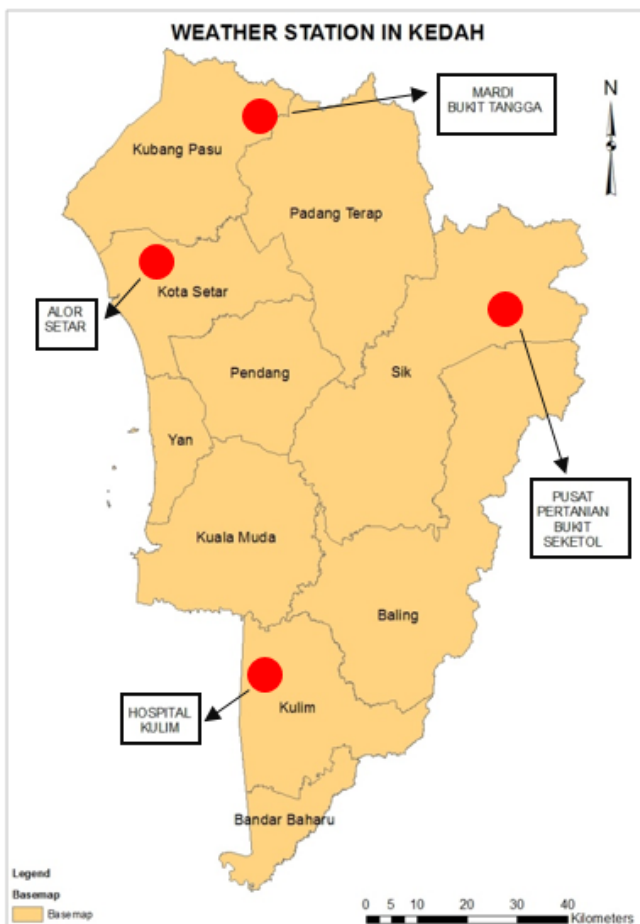 WEATHER STATION IN KEDAH
MARDI
BUKIT TANGGA
N
Kubang Pasu
Padang Terap
ALOR
SETAR
Kota Setar
Pendang
Sik
Yan
PUSAT
PERTANIAN
BUKIT
SEKETOL
Kuala Muda
Baling
HOSPITAL
KULIM
Kulim
Bandar Baharu
Legend
Basemap
Basemap
0 5 10 20 30 40
Kilometers